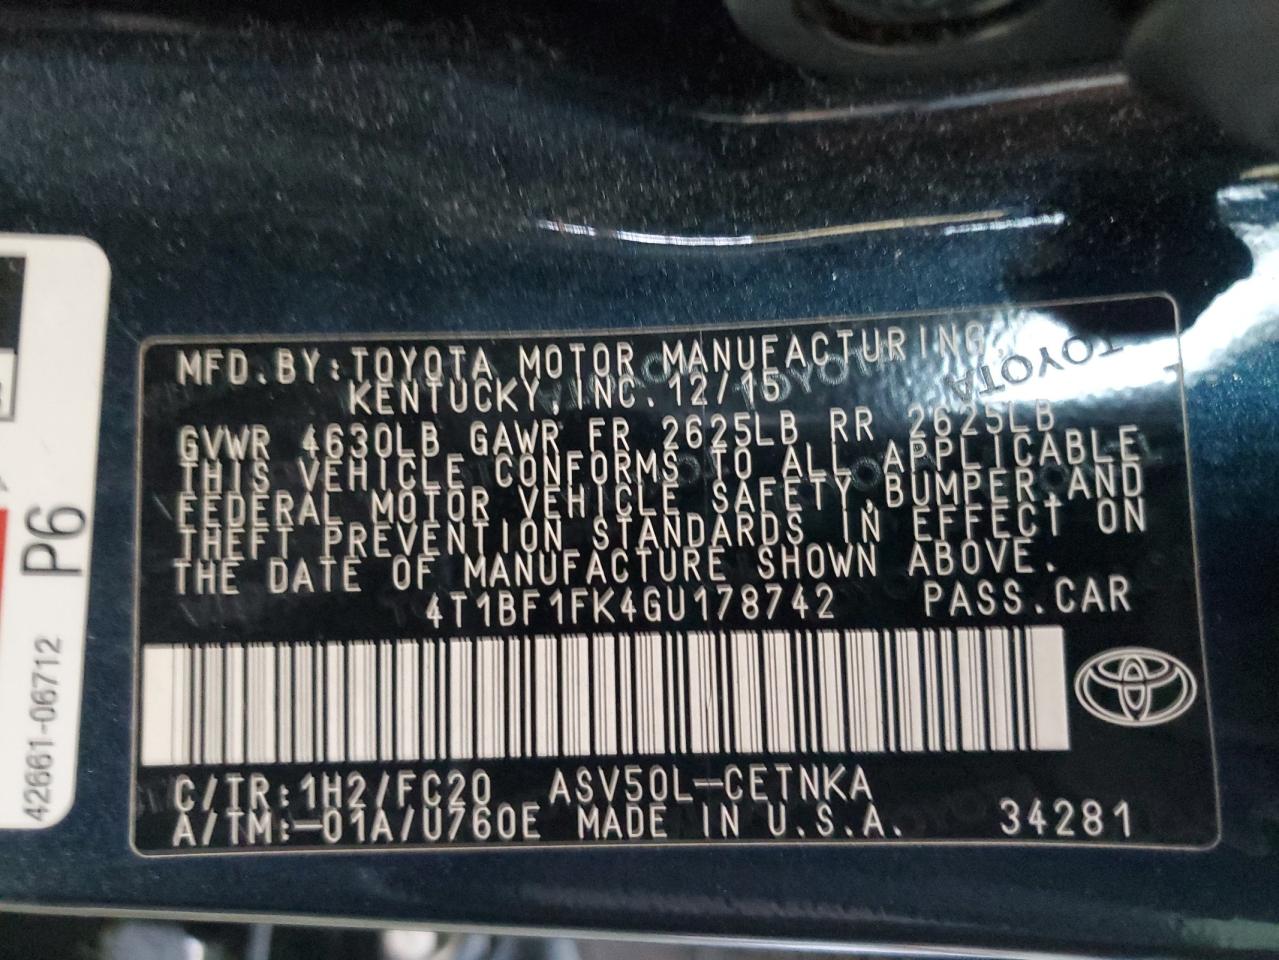 MFD.BY:TOYOTA MOTOR MANUFACTURING,
KENTUCKY,INC. 12/15
GVWR 4630LB GAWR FR 2625LB RR 2625LB
THIS VEHICLE CONFORMS TO ALL APPLICABLE
FEDERAL MOTOR VEHICLE SAFETY,BUMPER,AND
THEFT PREVENTION STANDARDS IN EFFECT ON
THE DATE OF MANUFACTURE SHOWN ABOVE.
4T1BF1FK4GU178742 PASS.CAR
C/TR:1H2/FC20 ASV50L-CETNKA
A/TM:-01A/U760E MADE IN U.S.A. 34281
TOYOTA
TOYOTA
TOYOTA
P6
42661-06712